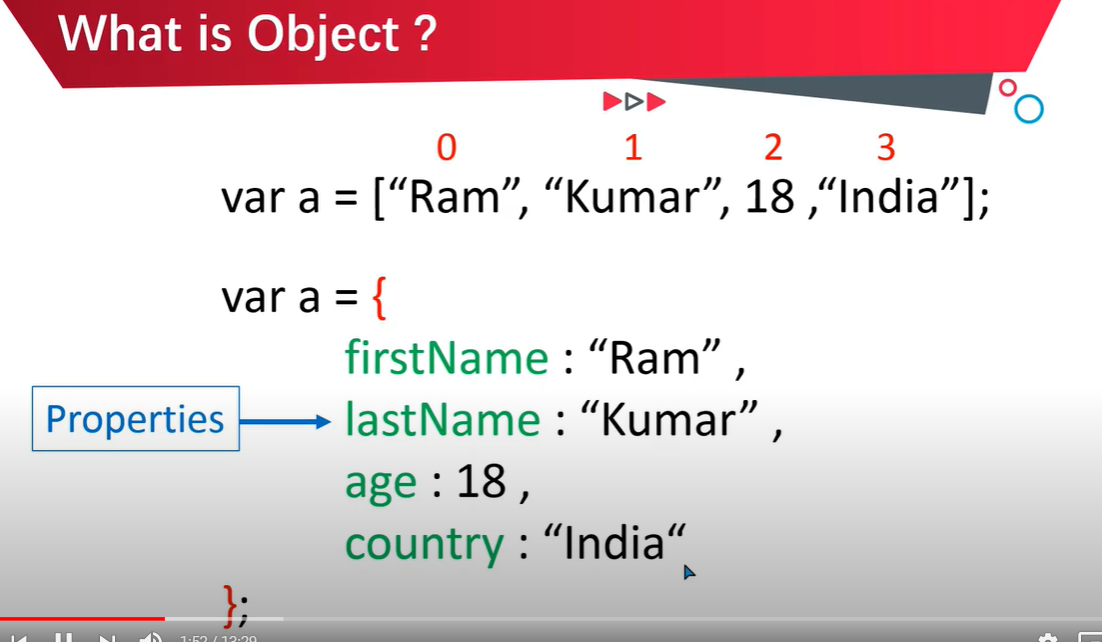 What is Object ?
0 1 2 3
var a = [“Ram”, “Kumar”, 18 ,“India”];
var a = {
firstName : “Ram” ,
Properties
lastName : “Kumar” ,
age : 18 ,
country : “India“
};
1:52 / 13:29